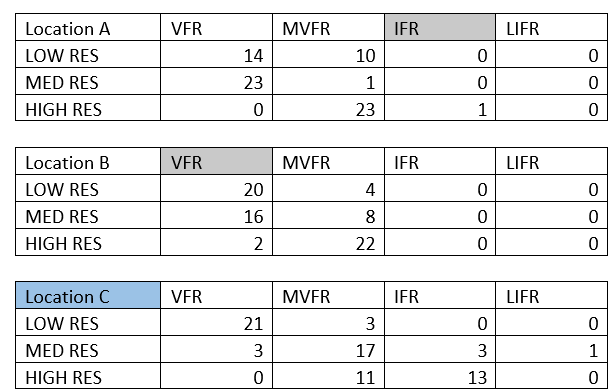 Location A VFR MVFR IFR LIFR
LOW RES 14 10 0 0
MED RES 23 1 0 0
HIGH RES 0 23 1 0
Location B VFR MVFR IFR LIFR
LOW RES 20 4 0 0
MED RES 16 8 0 0
HIGH RES 2 22 0 0
Location C VFR MVFR IFR LIFR
LOW RES 21 3 0 0
MED RES 3 17 3 1
HIGH RES 0 11 13 0